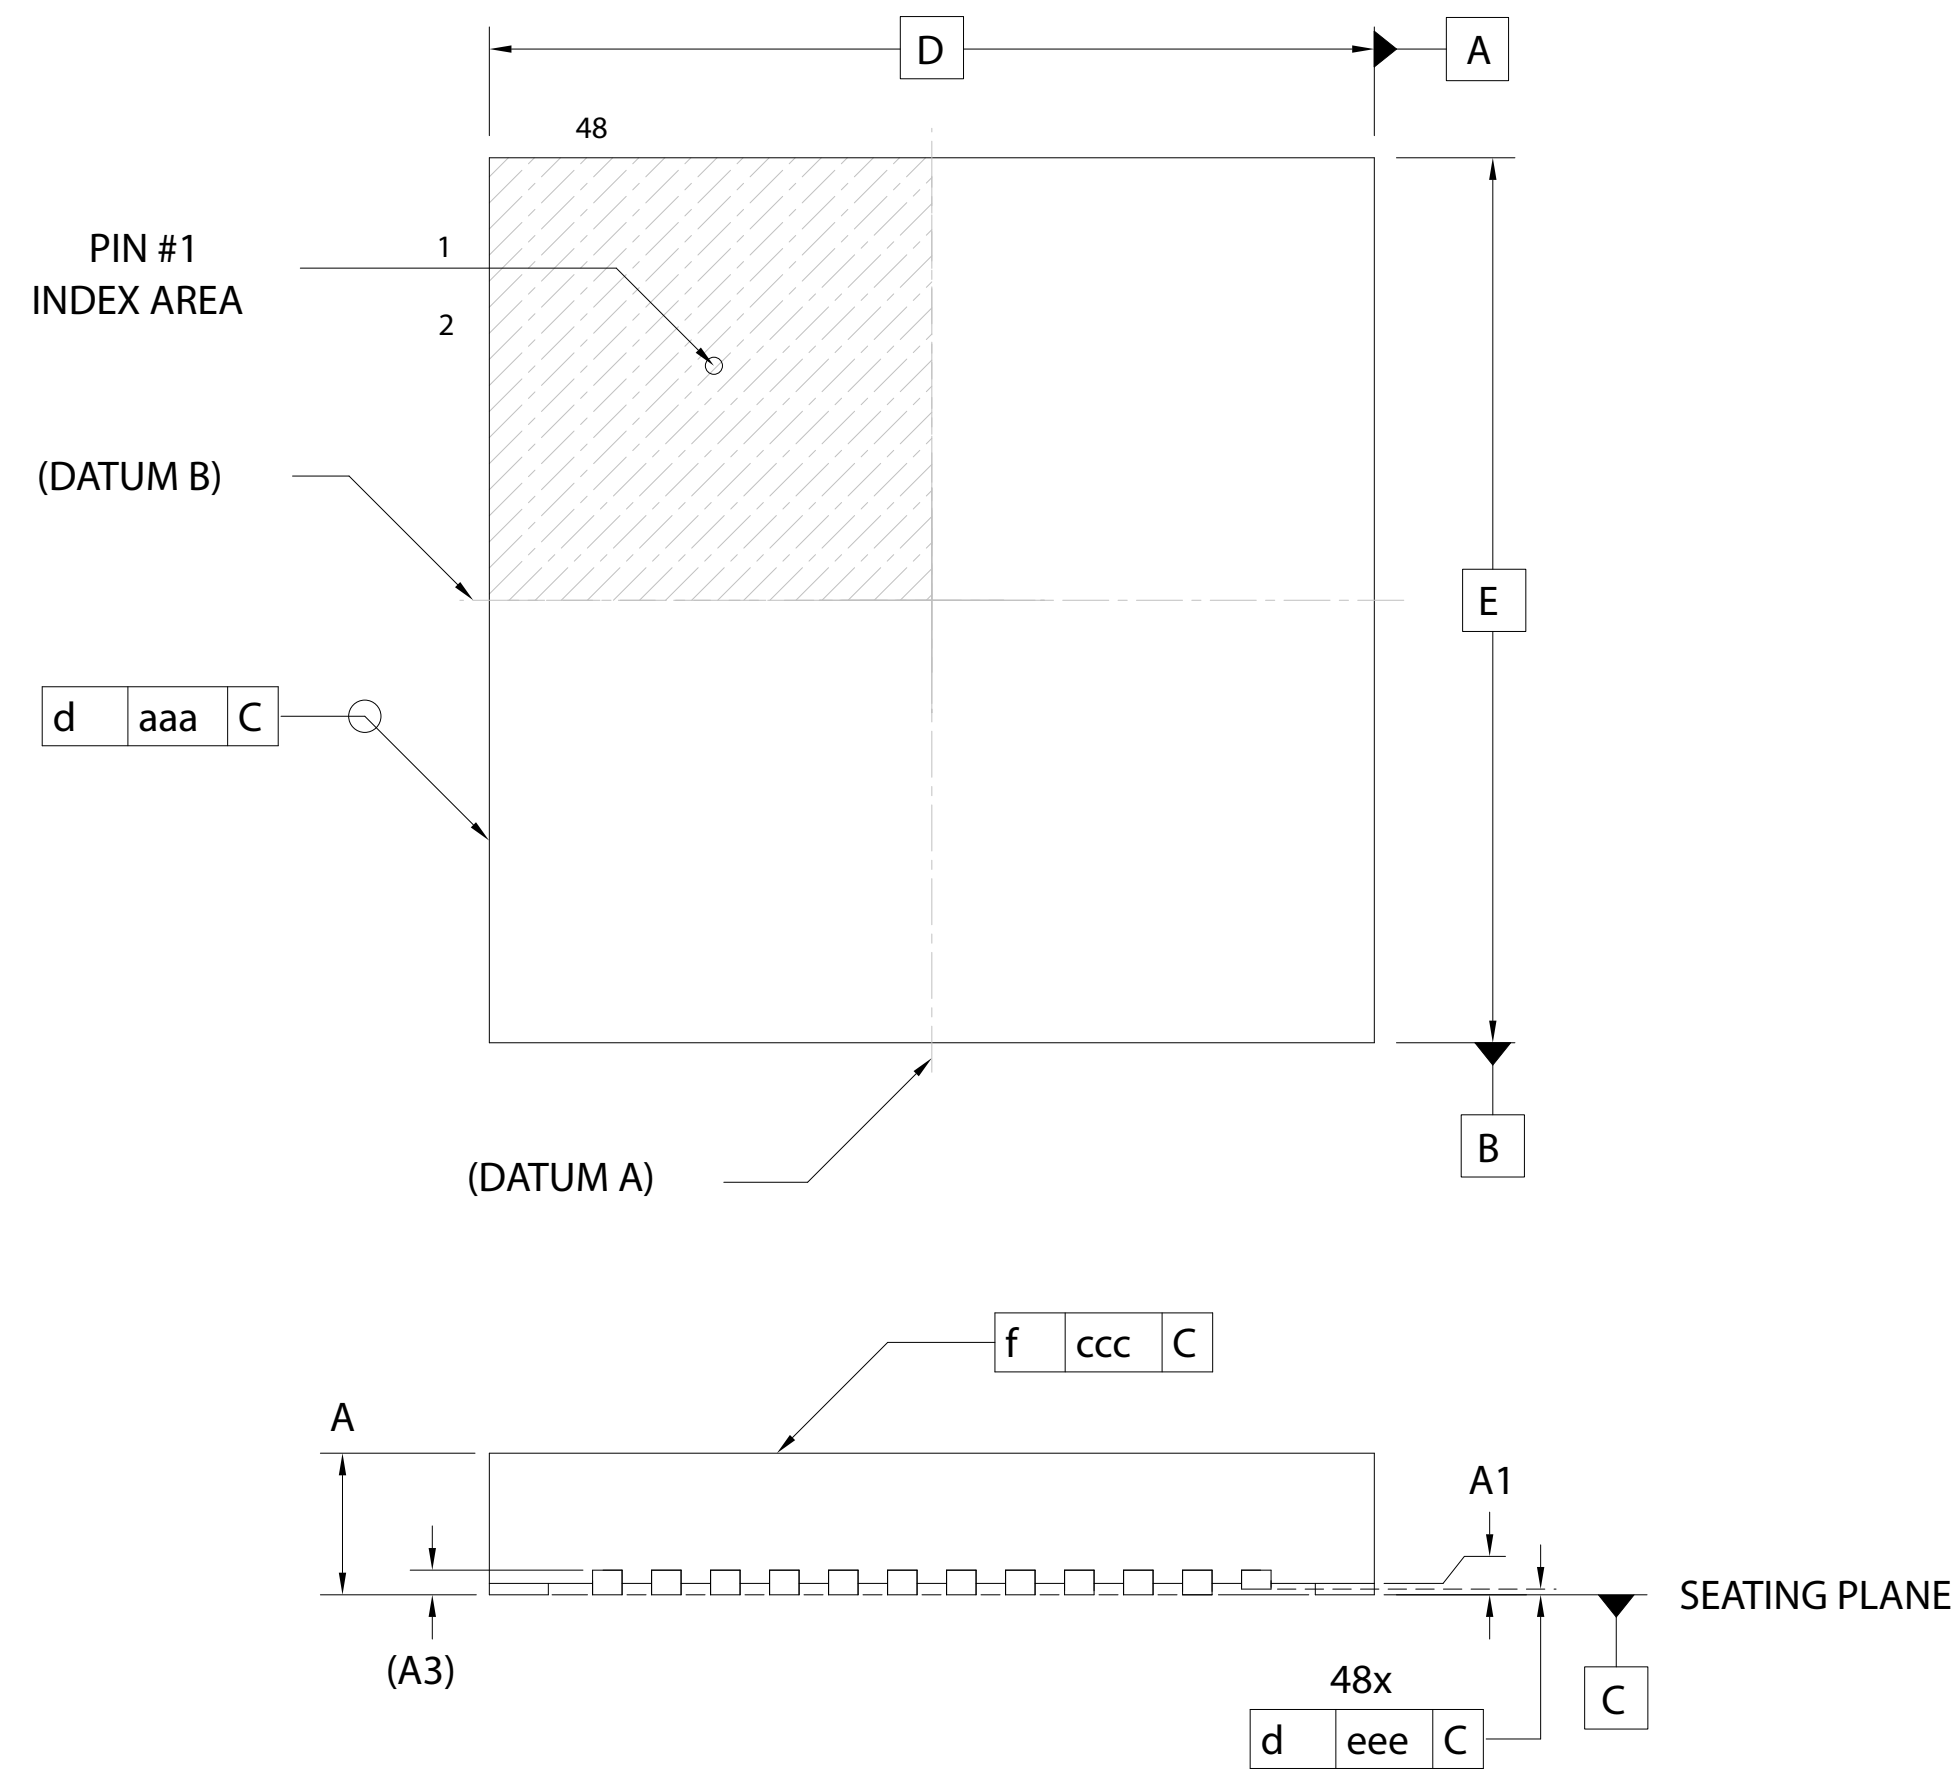 D
A
48
PIN #1
INDEX AREA
1
2
(DATUM B)
E
d aaa C
B
(DATUM A)
f ccc C
A
A1
SEATING PLANE
(A3)
48x
C
d eee C